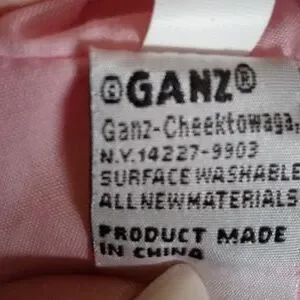 ©GANZ®
Ganz-Cheektowaga,
N.Y. 14227-9903
SURFACE WASHABLE
ALL NEW MATERIALS
PRODUCT MADE
IN CHINA